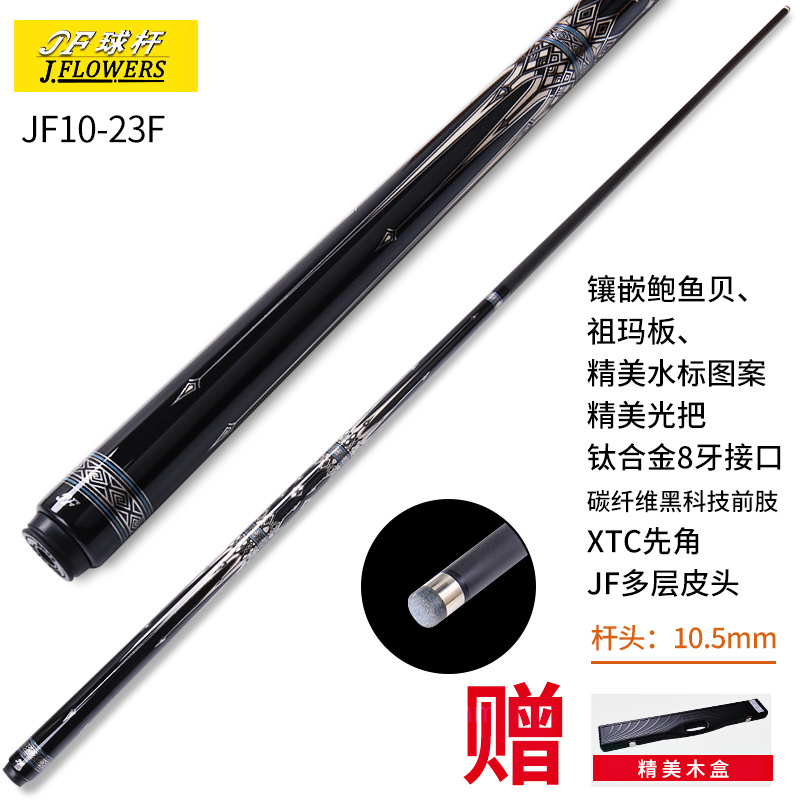 JF球杆
J.FLOWERS
JF10-23F
镶嵌鲍鱼贝、
祖玛板、
精美水标图案
精美光把
钛合金8牙接口
碳纤维黑科技前肢
XTC先角
JF多层皮头
杆头：10.5mm
赠
精美木盒